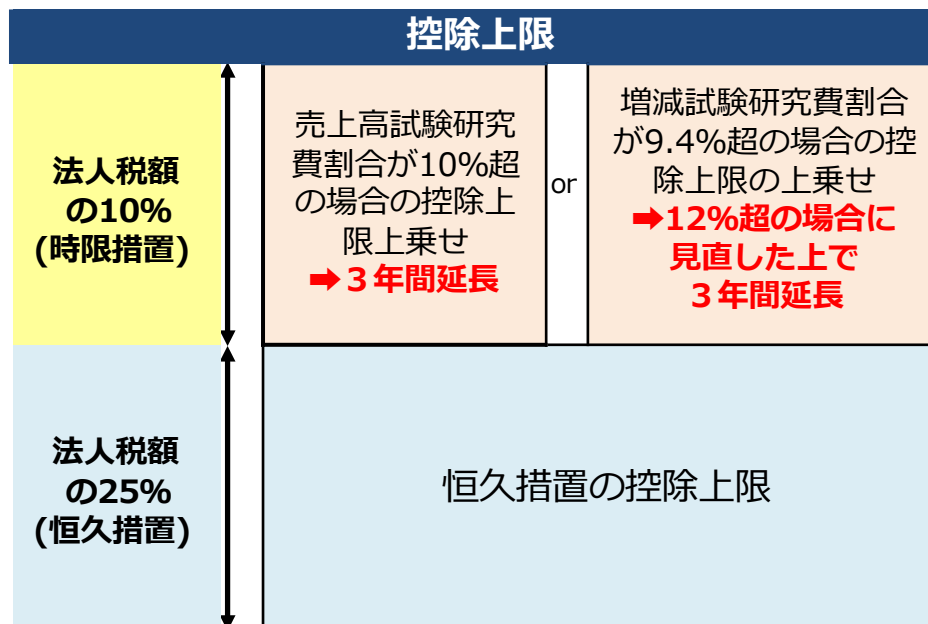 控除上限
法人税額
の10%
(時限措置)
売上高試験研究
費割合が10%超
の場合の控除上
限上乗せ
➡３年間延長
or
増減試験研究費割合
が9.4%超の場合の控
除上限の上乗せ
➡12%超の場合に
見直した上で
３年間延長
法人税額
の25%
(恒久措置)
恒久措置の控除上限